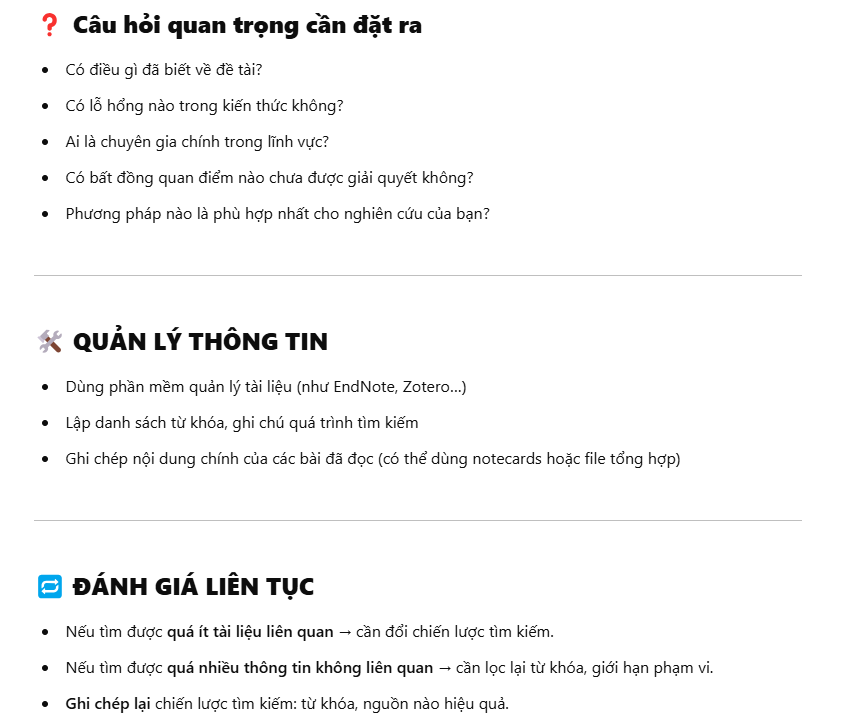 ❓ Câu hỏi quan trọng cần đặt ra
• Có điều gì đã biết về đề tài?
• Có lỗ hổng nào trong kiến thức không?
• Ai là chuyên gia chính trong lĩnh vực?
• Có bất đồng quan điểm nào chưa được giải quyết không?
• Phương pháp nào là phù hợp nhất cho nghiên cứu của bạn?
🛠️ QUẢN LÝ THÔNG TIN
• Dùng phần mềm quản lý tài liệu (như EndNote, Zotero...)
• Lập danh sách từ khóa, ghi chú quá trình tìm kiếm
• Ghi chép nội dung chính của các bài đã đọc (có thể dùng notecards hoặc file tổng hợp)
🔁 ĐÁNH GIÁ LIÊN TỤC
• Nếu tìm được quá ít tài liệu liên quan → cần đổi chiến lược tìm kiếm.
• Nếu tìm được quá nhiều thông tin không liên quan → cần lọc lại từ khóa, giới hạn phạm vi.
• Ghi chép lại chiến lược tìm kiếm: từ khóa, nguồn nào hiệu quả.